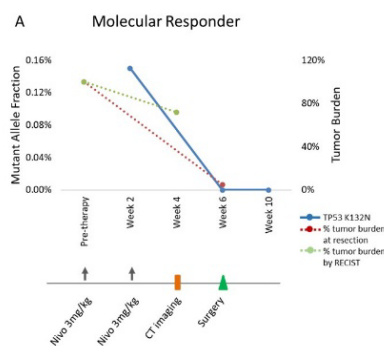 A
Molecular Responder
0.16%
0.12%
0.08%
0.04%
0.00%
Mutant Allele Fraction
120%
80%
40%
0%
Tumor Burden
Pre-therapy
Week 2
Week 4
Week 6
Week 10
TP53 K132N
% tumor burden
at resection
% tumor burden
by RECIST
Nivo 3mg/kg
Nivo 3mg/kg
CT imaging
Surgery